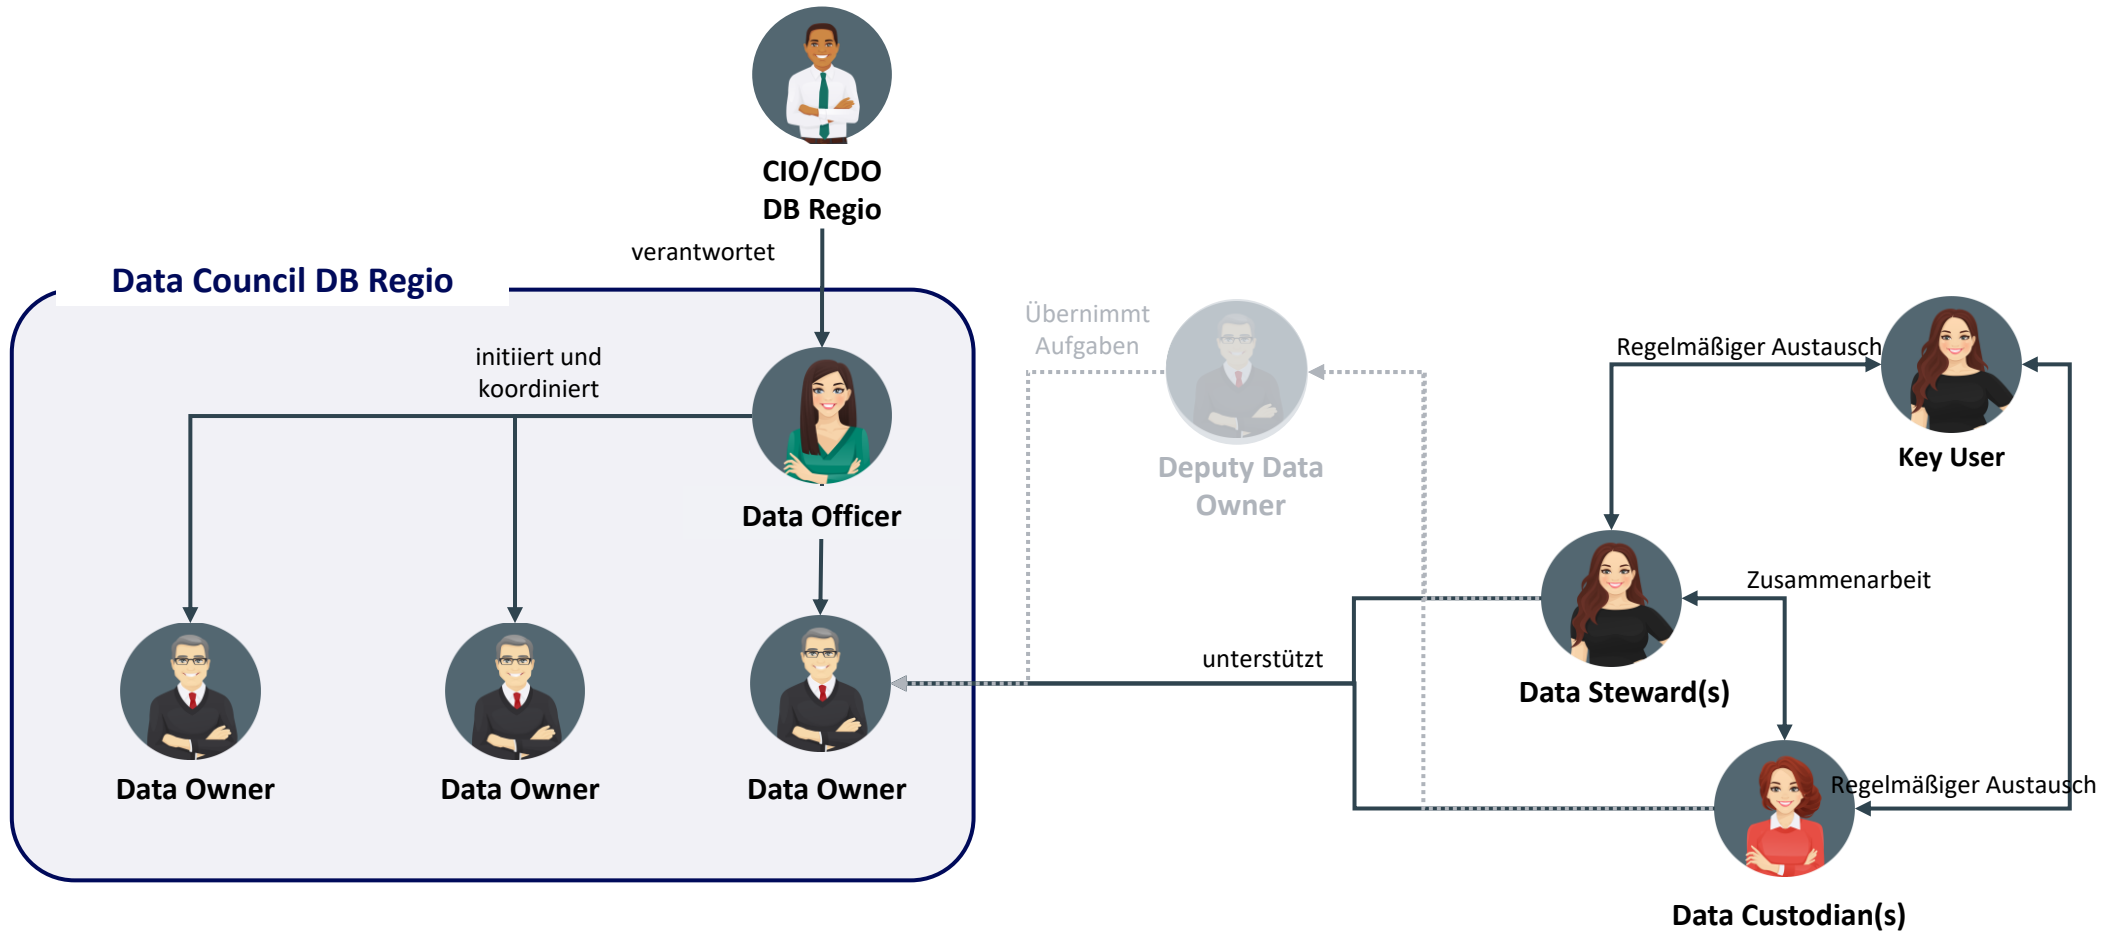 CIO/CDO
DB Regio
verantwortet
Data Council DB Regio
initiiert und
koordiniert
Data Officer
Data Owner
Data Owner
Data Owner
Übernimmt
Aufgaben
Deputy Data
Owner
unterstützt
Regelmäßiger Austausch
Key User
Zusammenarbeit
Data Steward(s)
Regelmäßiger Austausch
Data Custodian(s)